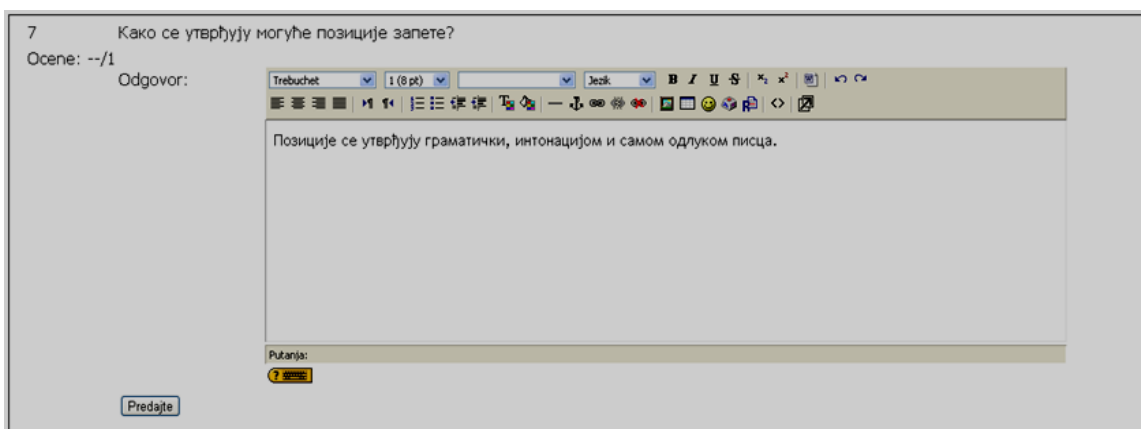 7 Како се утврђују могуће позиције запете?
Ocene: --/1
Odgovor:
Trebuchet 1 (8 pt) Jezik B I U S
Позиције се утврђују граматички, интонацијом и самом одлуком писца.
Putanja:
Predajte